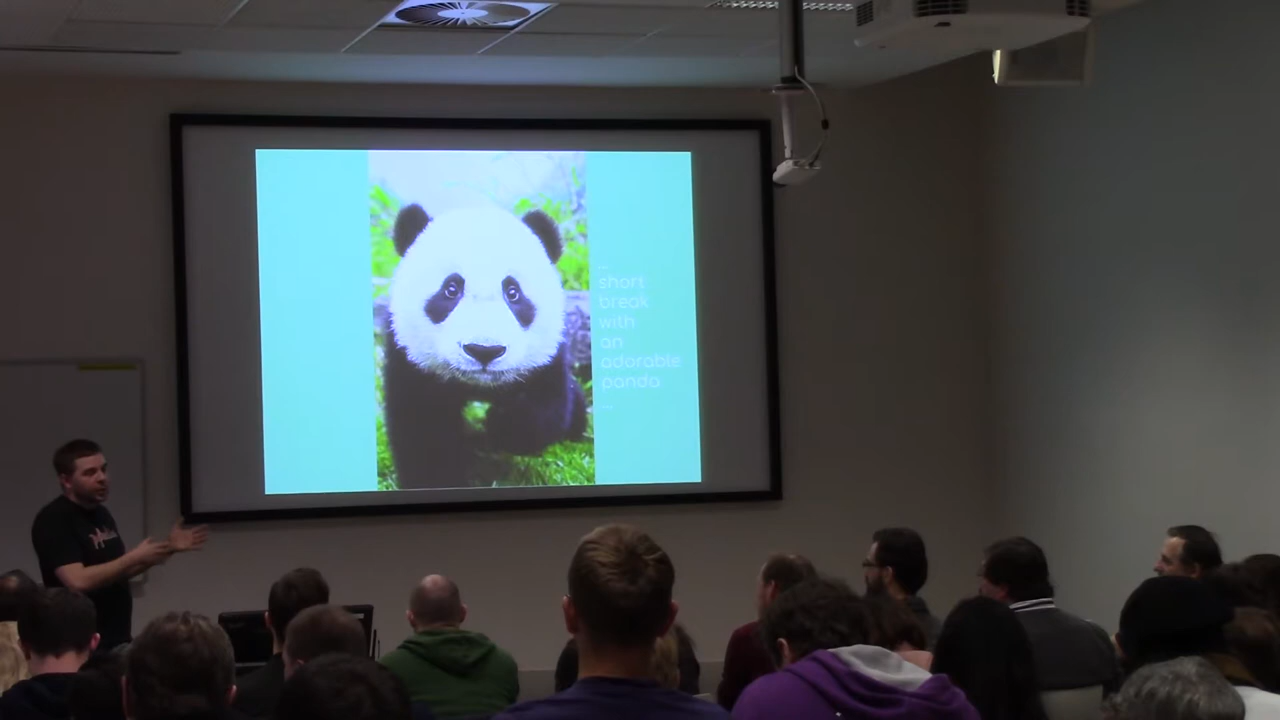 ...
short
break
with
an
adorable
panda
...